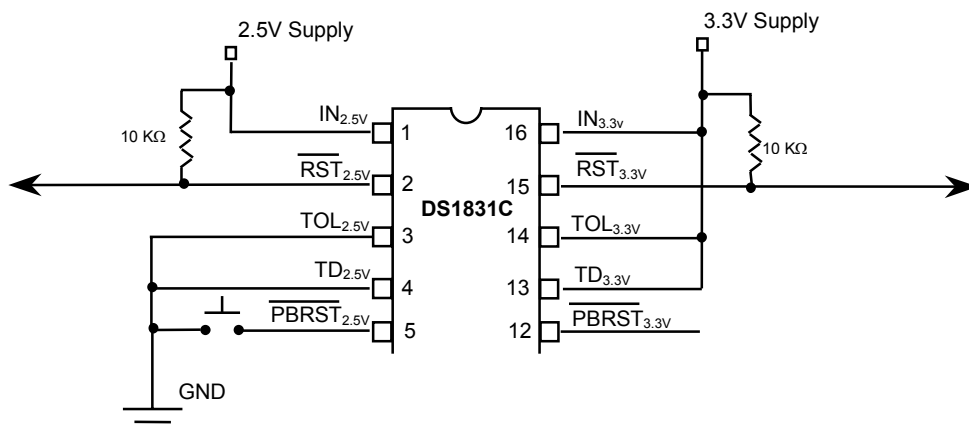 2.5V Supply
3.3V Supply
IN2.5V
1
16
IN3.3v
10 KΩ
10 KΩ
RST2.5V
2
15
RST3.3V
DS1831C
TOL2.5V
3
14
TOL3.3V
TD2.5V
4
13
TD3.3V
PBRST2.5V
5
12
PBRST3.3V
GND